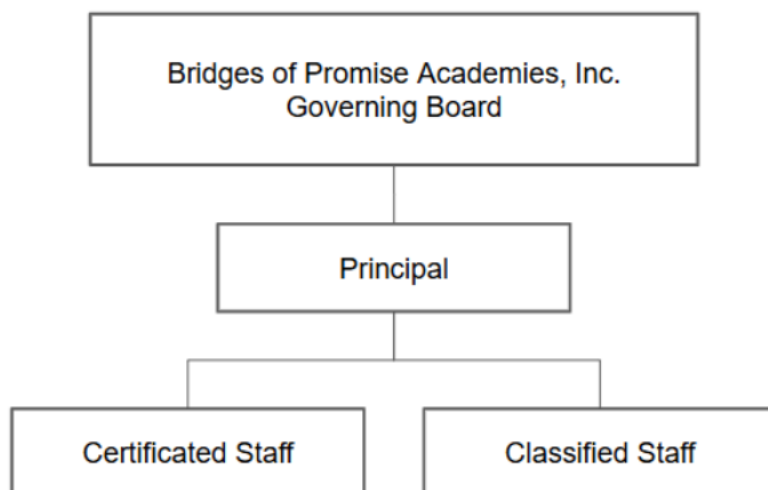 Bridges of Promise Academies, Inc.
Governing Board
Principal
Certificated Staff
Classified Staff